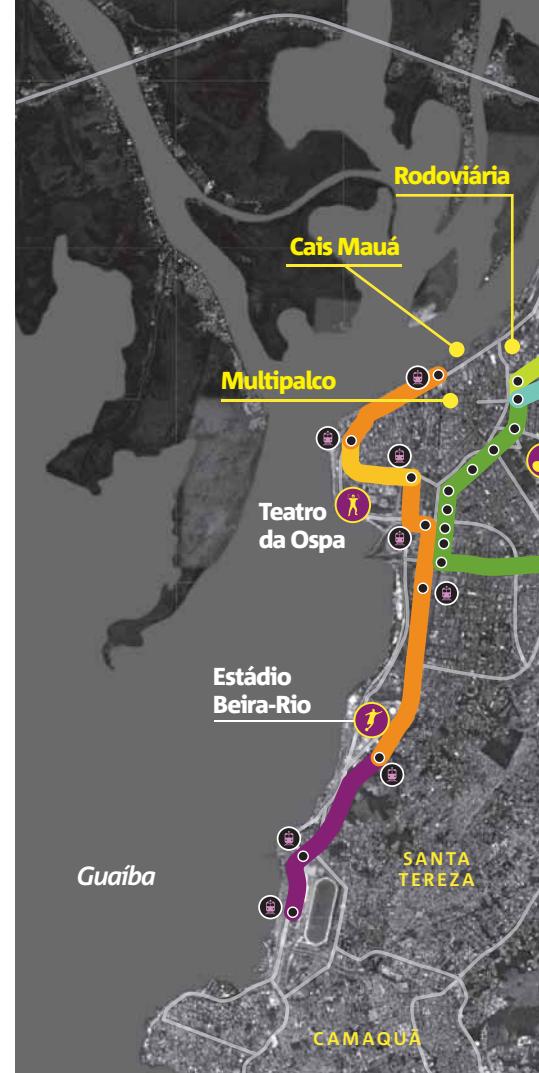 Rodoviária
Cais Mauá
Multipalco
Teatro
da Ospa
Estádio
Beira-Rio
Guaíba
SANTA
TEREZA
CAMAQUÃ